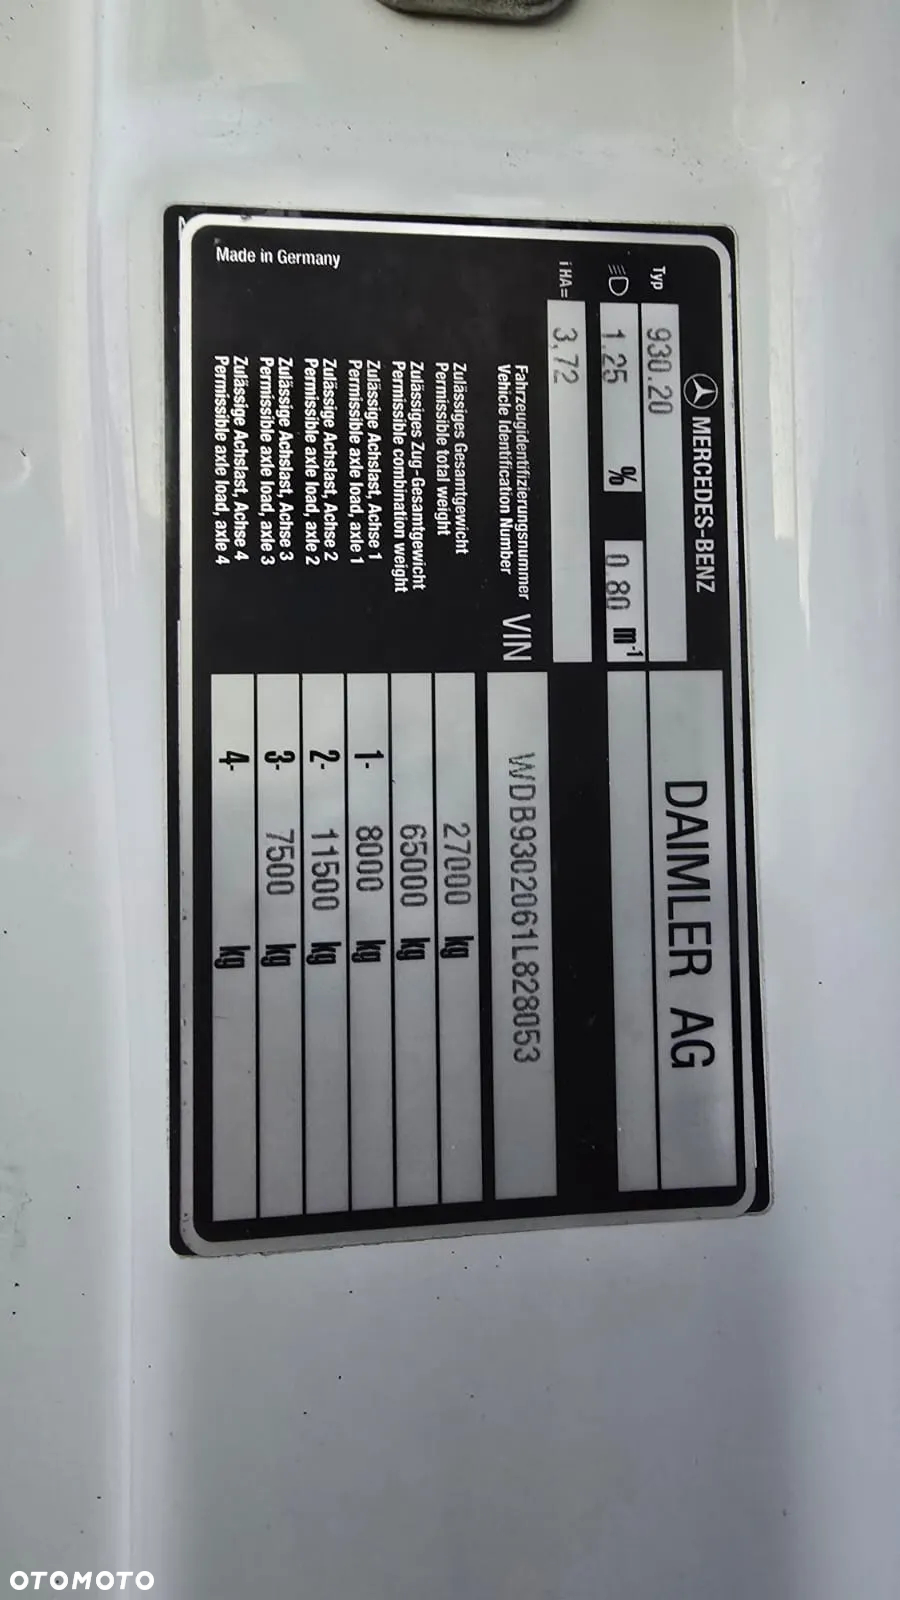 MERCEDES-BENZ
DAIMLER AG
Typ 930.20
1.25 % 0.80 m-1
i HA = 3,72
Fahrzeugidentifizierungsnummer
Vehicle Identification Number
VIN WDB9302061L828053
Zulässiges Gesamtgewicht
Permissible total weight
27000 kg
Zulässiges Zug-Gesamtgewicht
Permissible combination weight
65000 kg
Zulässige Achslast, Achse 1
Permissible axle load, axle 1
1- 8000 kg
Zulässige Achslast, Achse 2
Permissible axle load, axle 2
2- 11500 kg
Zulässige Achslast, Achse 3
Permissible axle load, axle 3
3- 7500 kg
Zulässige Achslast, Achse 4
Permissible axle load, axle 4
4- kg
Made in Germany
OTOMOTO